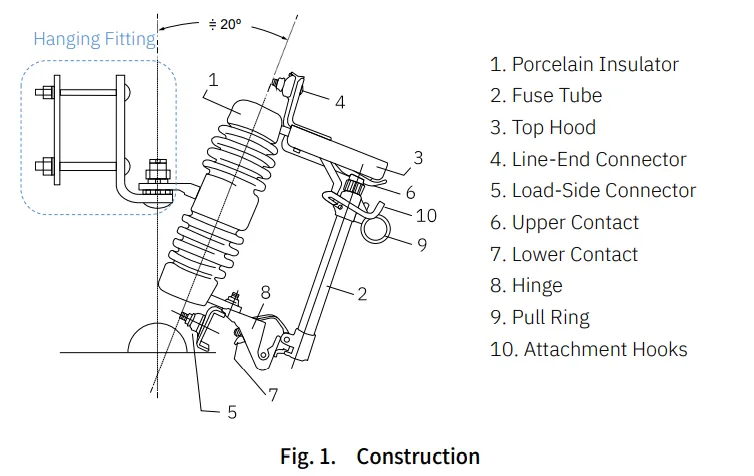 ≑ 20º
Hanging Fitting
1
4
3
6
10
9
8
2
7
5
1. Porcelain Insulator
2. Fuse Tube
3. Top Hood
4. Line-End Connector
5. Load-Side Connector
6. Upper Contact
7. Lower Contact
8. Hinge
9. Pull Ring
10. Attachment Hooks
Fig. 1. Construction